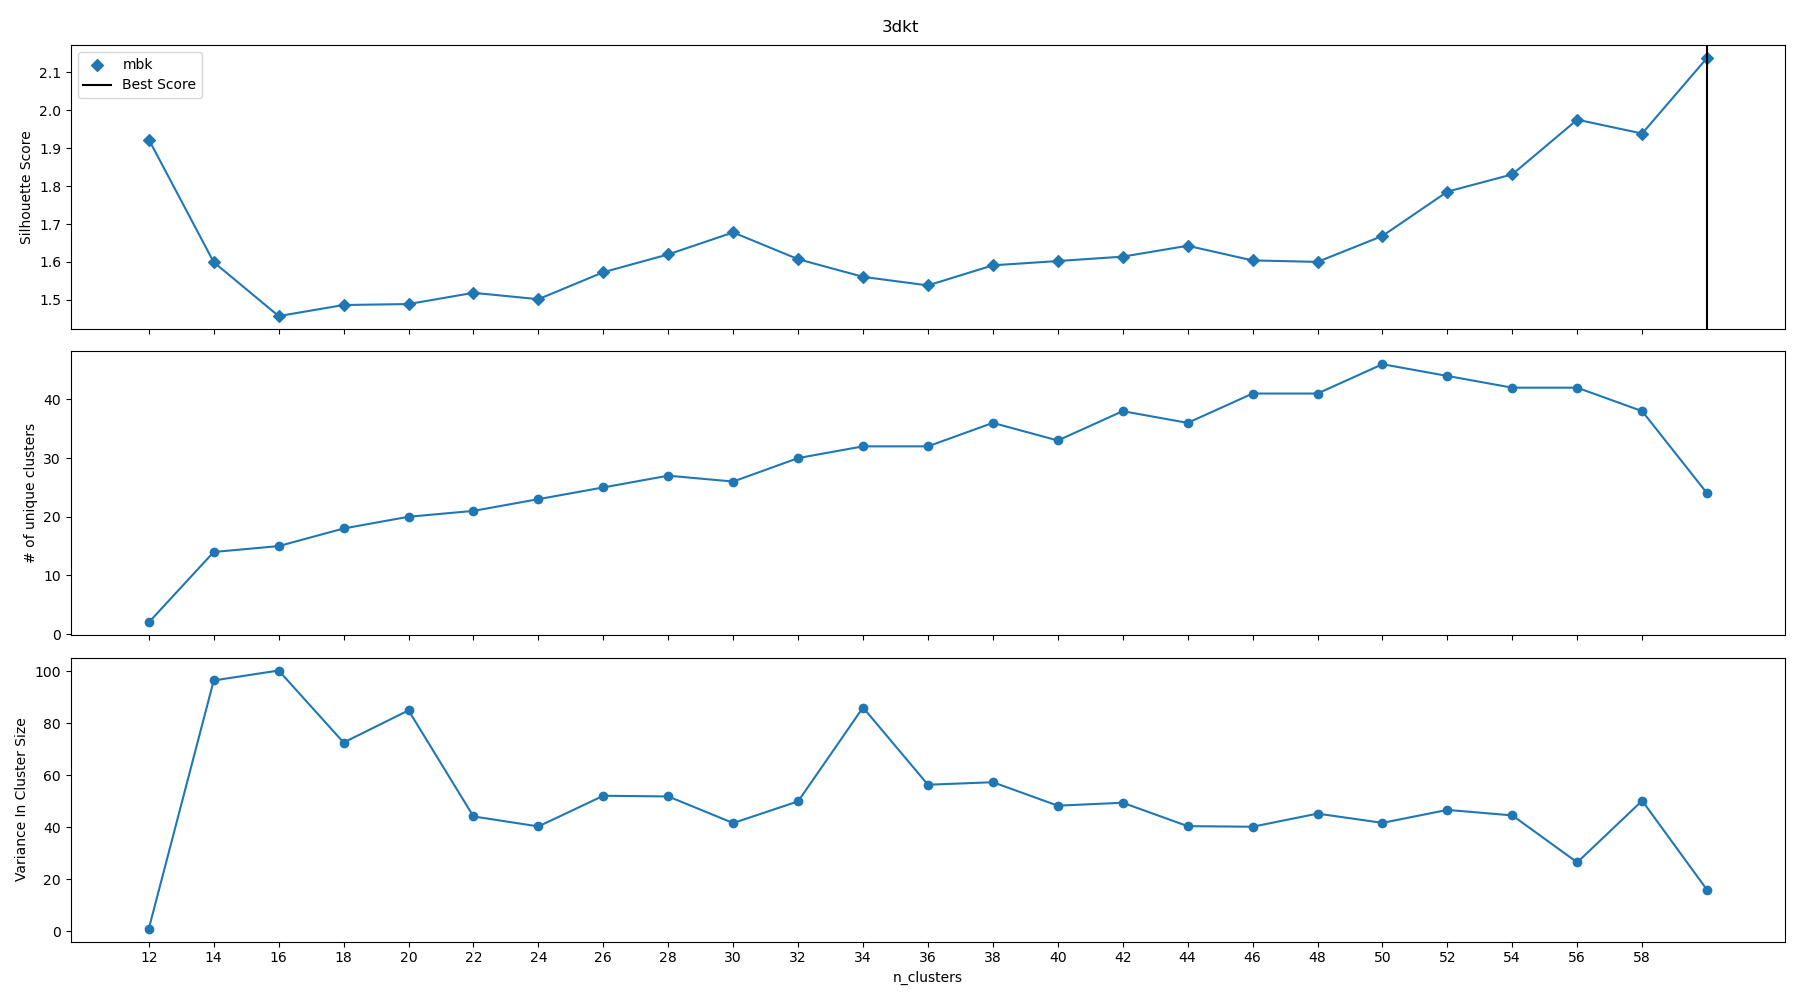 3dkt
mbk
Best Score
Silhouette Score
2.1
2.0
1.9
1.8
1.7
1.6
1.5
# of unique clusters
40
30
20
10
0
Variance In Cluster Size
100
80
60
40
20
0
12 14 16 18 20 22 24 26 28 30 32 34 36 38 40 42 44 46 48 50 52 54 56 58
n_clusters